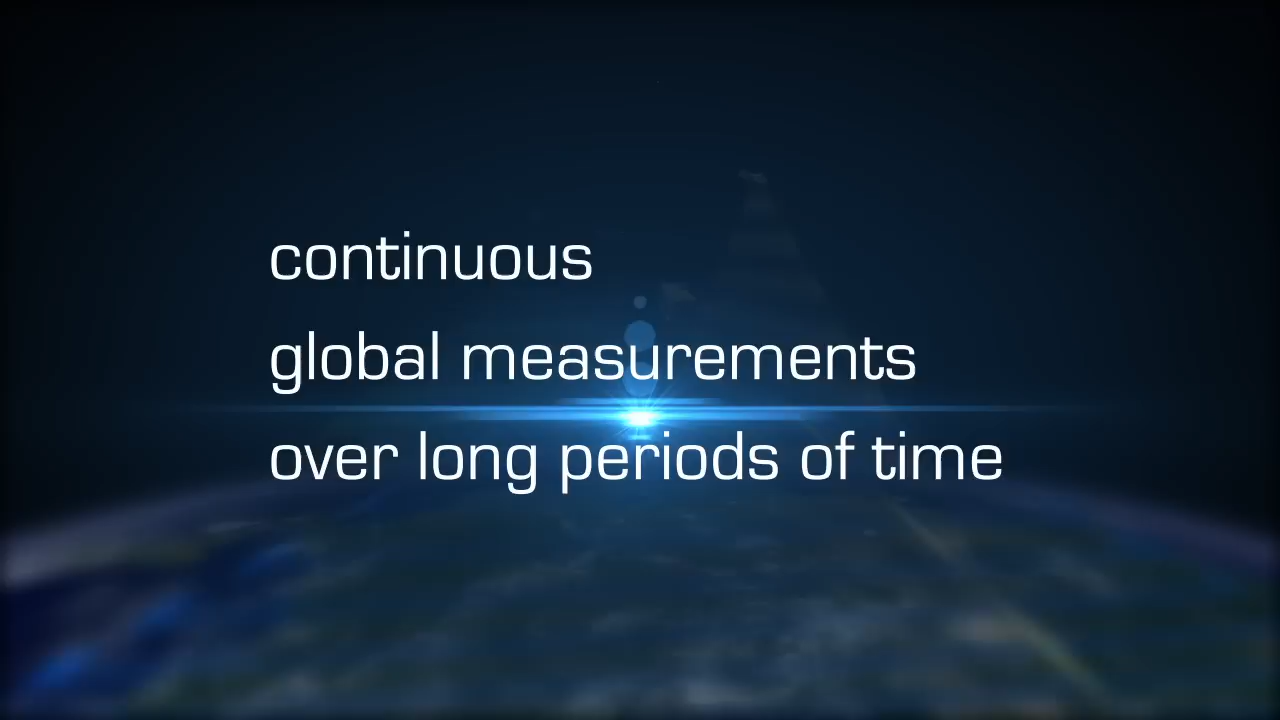 continuous
global measurements
over long periods of time